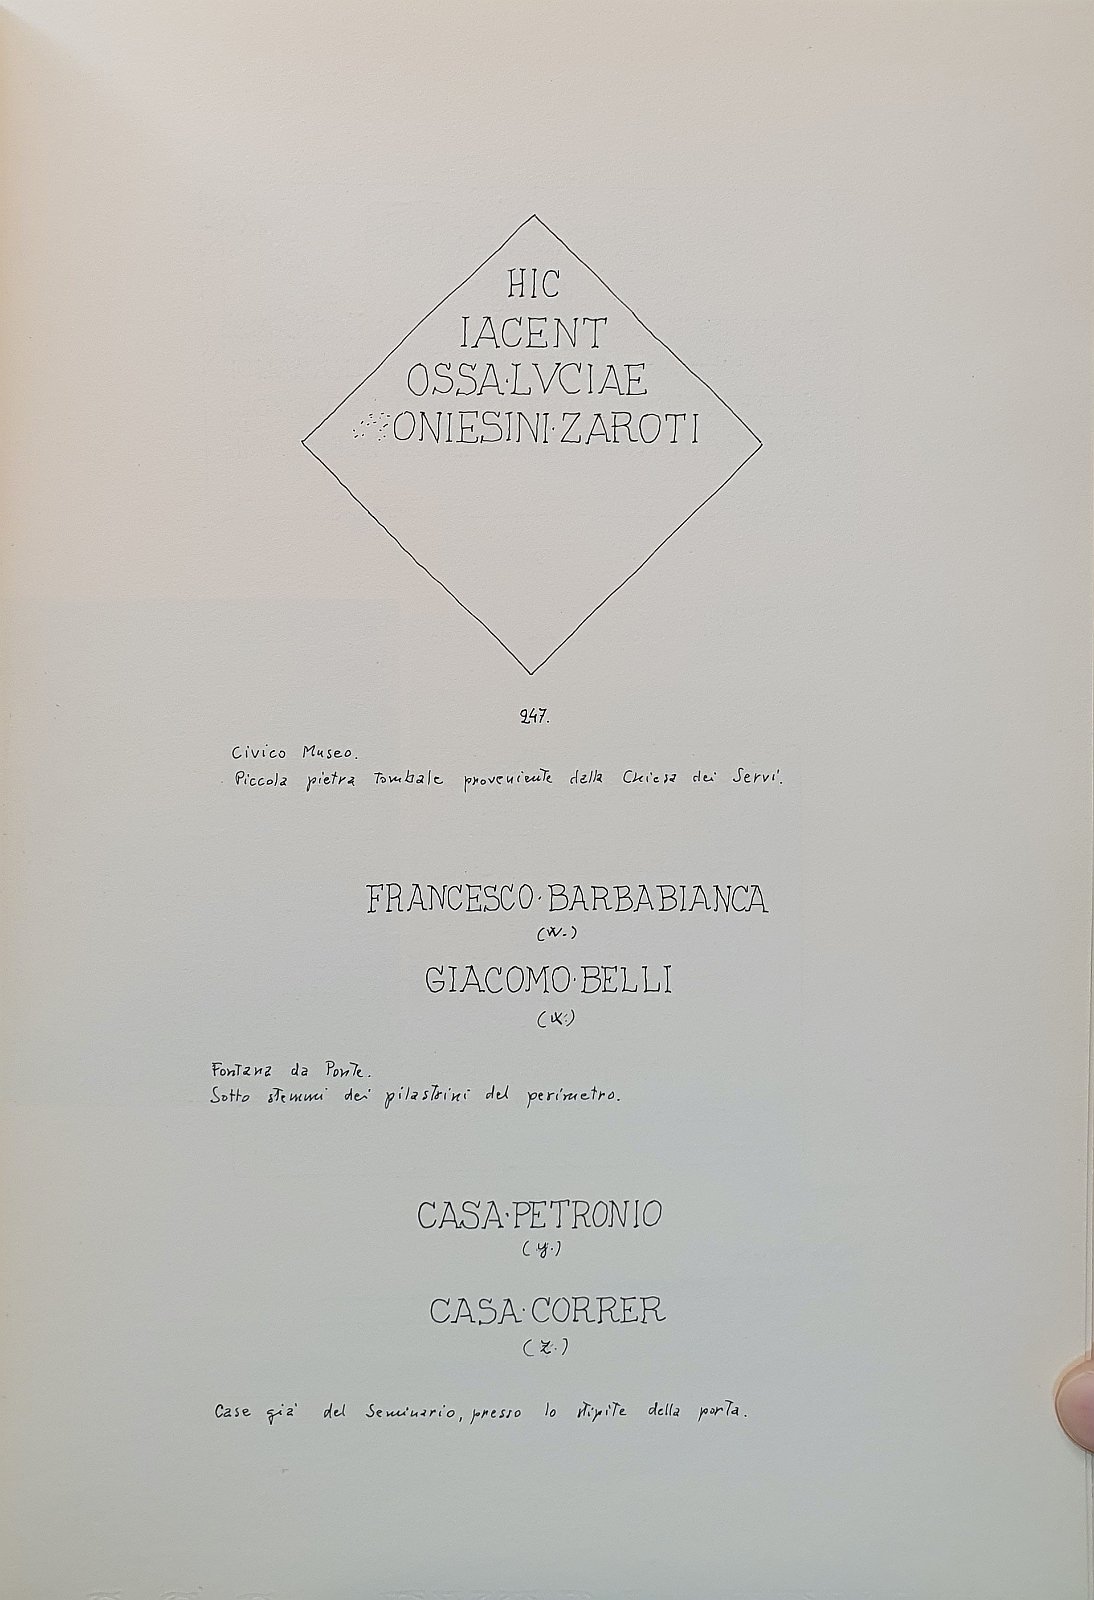 HIC
IACENT
OSSA·LVCIAE
ONIESINI·ZAROTI
247.
Civico Museo.
Piccola pietra tombale proveniente dalla Chiesa dei Servi.
FRANCESCO·BARBABIANCA
(w.)
GIACOMO·BELLI
(x.)
Fontana da Ponte.
Sotto stemmi dei pilastrini del perimetro.
CASA·PETRONIO
(y.)
CASA·CORRER
(z.)
Case già del Seminario, presso lo stipite della porta.